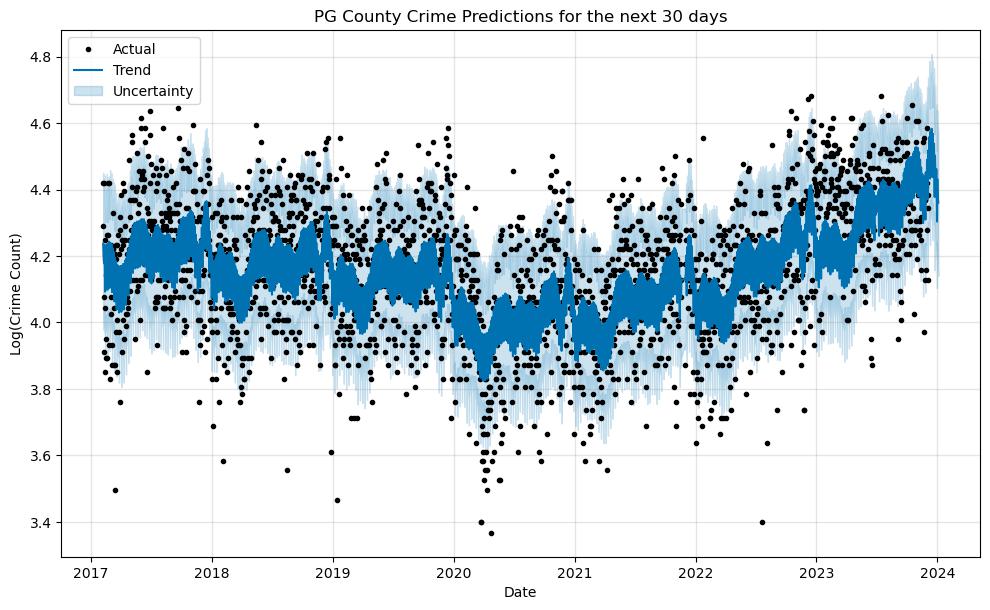 PG County Crime Predictions for the next 30 days
Actual
Trend
Uncertainty
4.8
4.6
4.4
4.2
4.0
3.8
3.6
3.4
Log(Crime Count)
2017
2018
2019
2020
2021
2022
2023
2024
Date